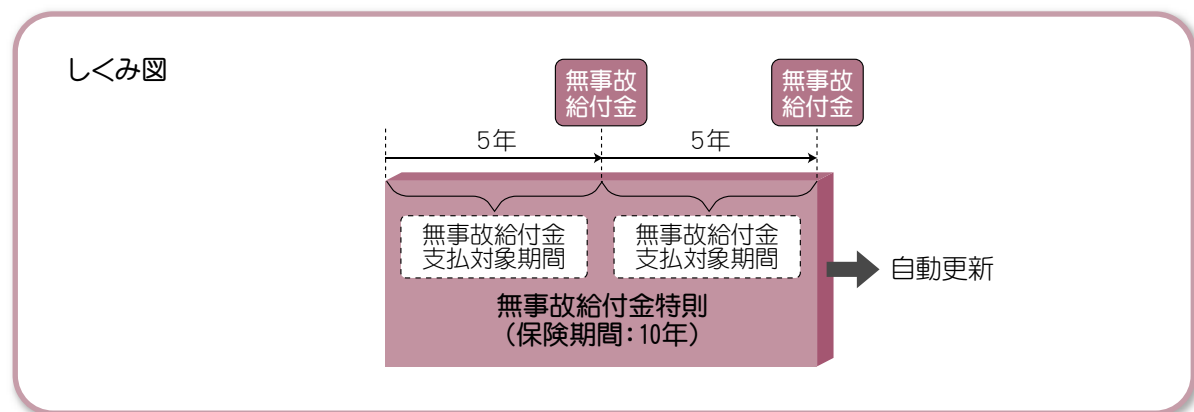 しくみ図
無事故
給付金
無事故
給付金
5年
5年
無事故給付金
支払対象期間
無事故給付金
支払対象期間
自動更新
無事故給付金特則
（保険期間：10年）